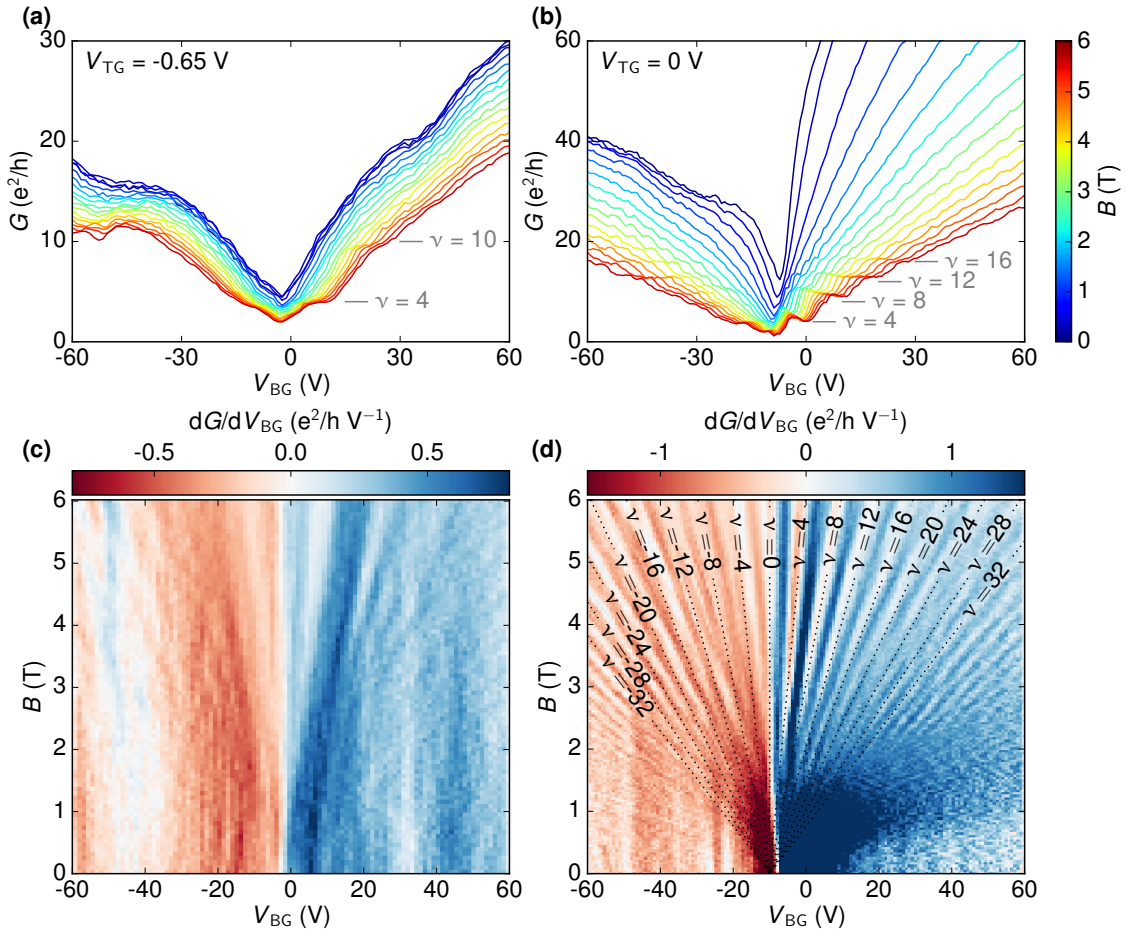 (a)
V_TG = -0.65 V
G (e²/h)
30
20
10
0
ν = 10
ν = 4
-60 -30 0 30 60
V_BG (V)
(b)
V_TG = 0 V
G (e²/h)
60
40
20
0
ν = 16
ν = 12
ν = 8
ν = 4
-60 -30 0 30 60
V_BG (V)
6
5
4
3
2
1
0
B (T)
(c)
dG/dV_BG (e²/h V⁻¹)
-0.5 0.0 0.5
B (T)
6
5
4
3
2
1
0
-60 -40 -20 0 20 40 60
V_BG (V)
(d)
dG/dV_BG (e²/h V⁻¹)
-1 0 1
B (T)
6
5
4
3
2
1
0
ν =-32
ν =-28
ν =-24
ν =-20
ν =-16
ν =-12
ν =-8
ν =-4
ν =0
ν =4
ν =8
ν =12
ν =16
ν =20
ν =24
ν =28
ν =32
-60 -40 -20 0 20 40 60
V_BG (V)